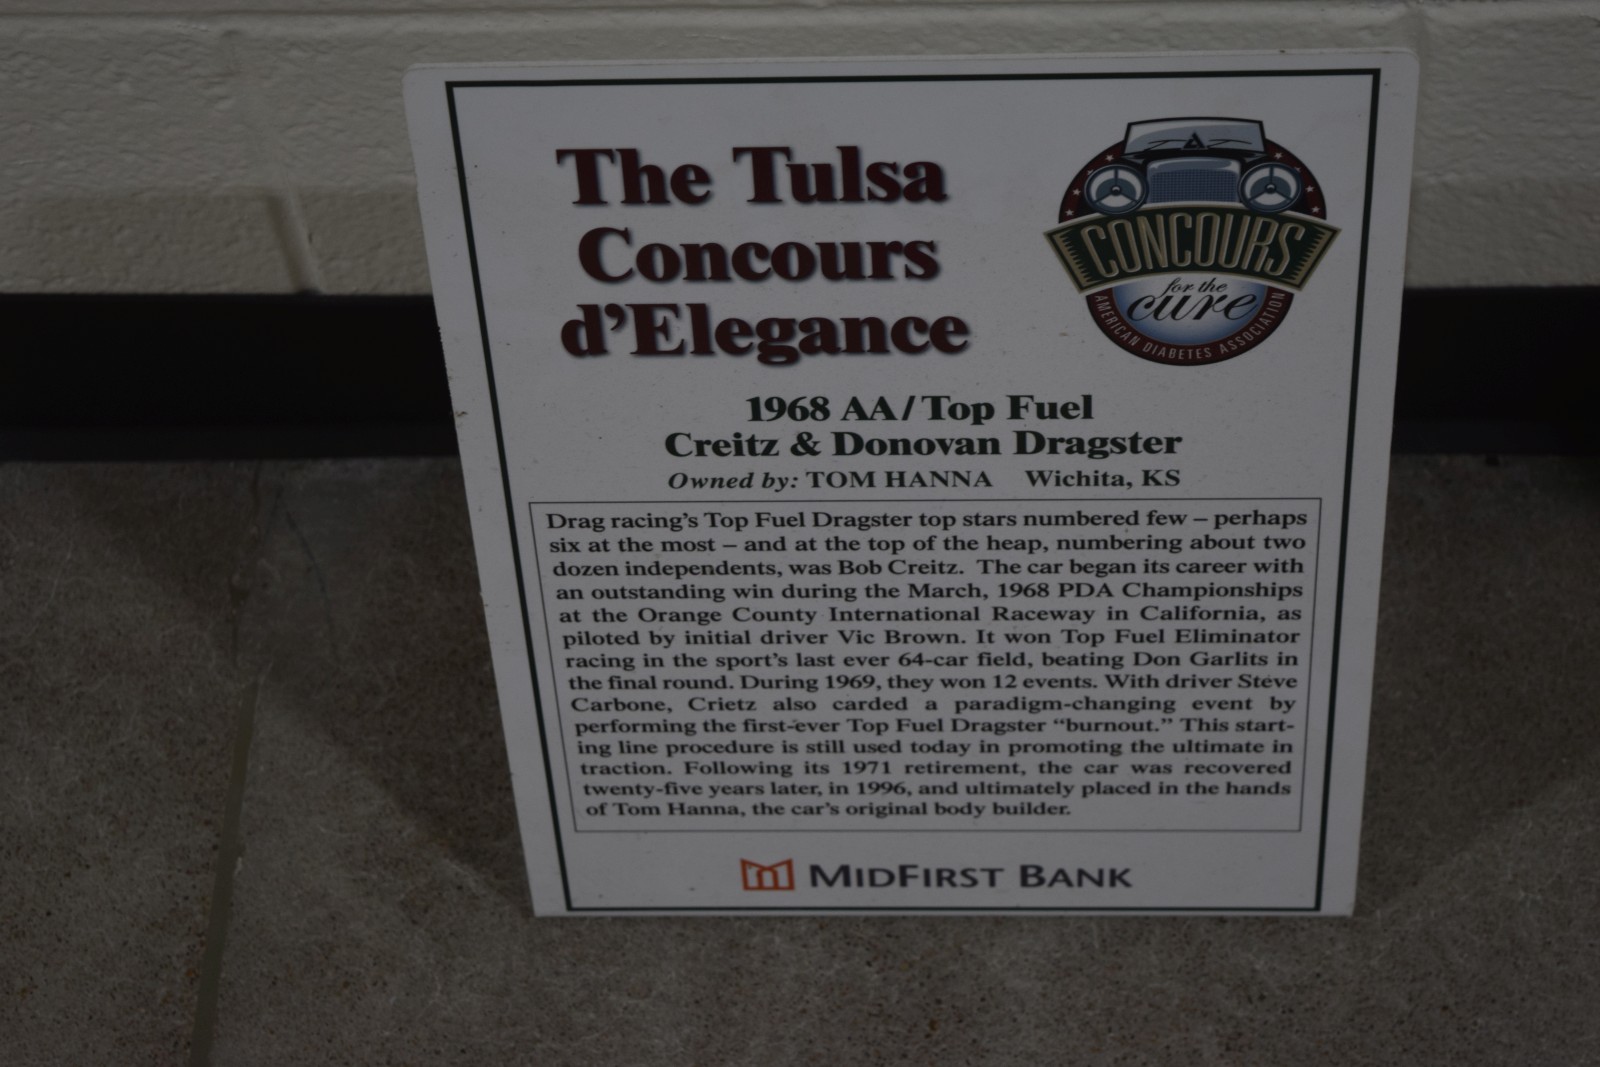 The Tulsa
Concours
d'Elegance
CONCOURS
for the
cure
AMERICAN DIABETES ASSOCIATION
1968 AA/Top Fuel
Creitz & Donovan Dragster
Owned by: TOM HANNA Wichita, KS
Drag racing's Top Fuel Dragster top stars numbered few – perhaps
six at the most – and at the top of the heap, numbering about two
dozen independents, was Bob Creitz. The car began its career with
an outstanding win during the March, 1968 PDA Championships
at the Orange County International Raceway in California, as
piloted by initial driver Vic Brown. It won Top Fuel Eliminator
racing in the sport's last ever 64-car field, beating Don Garlits in
the final round. During 1969, they won 12 events. With driver Steve
Carbone, Crietz also carded a paradigm-changing event by
performing the first-ever Top Fuel Dragster “burnout.” This start-
ing line procedure is still used today in promoting the ultimate in
traction. Following its 1971 retirement, the car was recovered
twenty-five years later, in 1996, and ultimately placed in the hands
of Tom Hanna, the car's original body builder.
MIDFIRST BANK